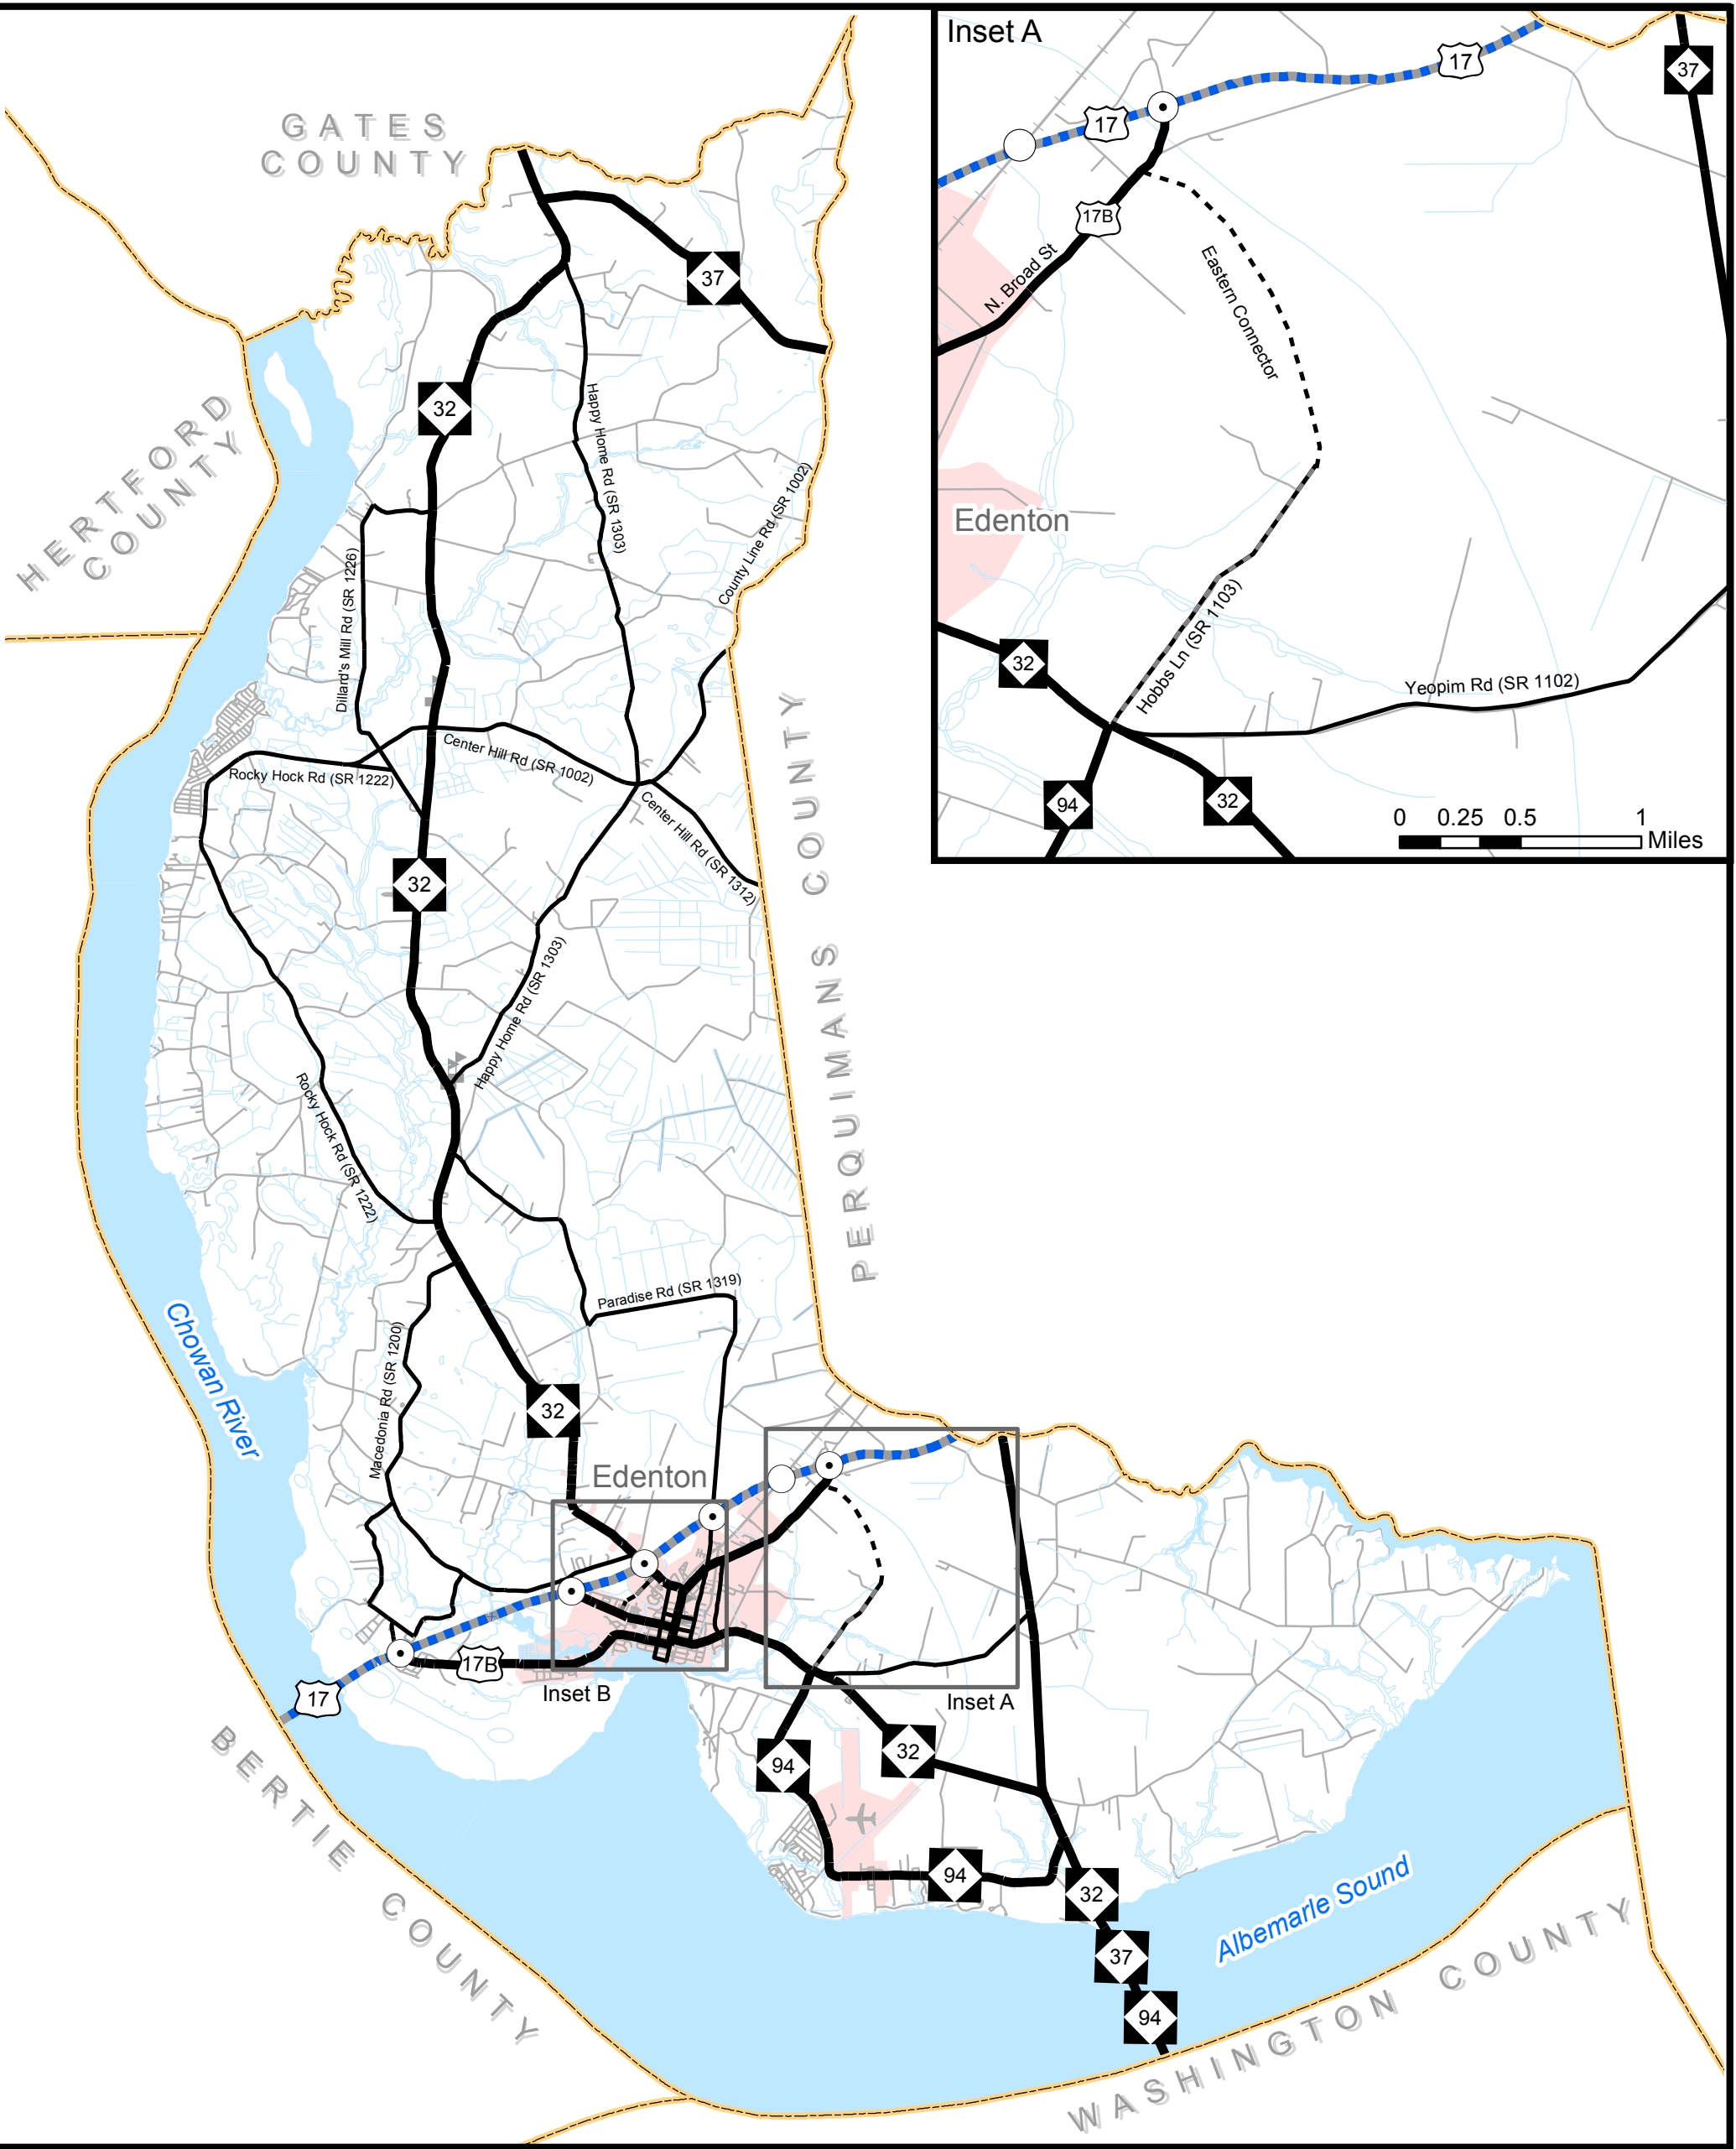 Inset A
17
37
17
17B
N. Broad St
Eastern Connector
Edenton
Hobbs Ln (SR 1103)
32
Yeopim Rd (SR 1102)
94
32
0 0.25 0.5 1
Miles
GATES
COUNTY
37
HERTFORD
COUNTY
32
Happy Home Rd (SR 1303)
County Line Rd (SR 1002)
Dillard's Mill Rd (SR 1226)
Center Hill Rd (SR 1002)
Rocky Hock Rd (SR 1222)
Center Hill Rd (SR 1312)
PERQUIMANS COUNTY
32
Happy Home Rd (SR 1303)
Rocky Hock Rd (SR 1222)
Paradise Rd (SR 1319)
Chowan River
Macedonia Rd (SR 1200)
32
Edenton
17B
17
Inset B
Inset A
BERTIE COUNTY
94
32
94
32
37
94
Albemarle Sound
WASHINGTON COUNTY